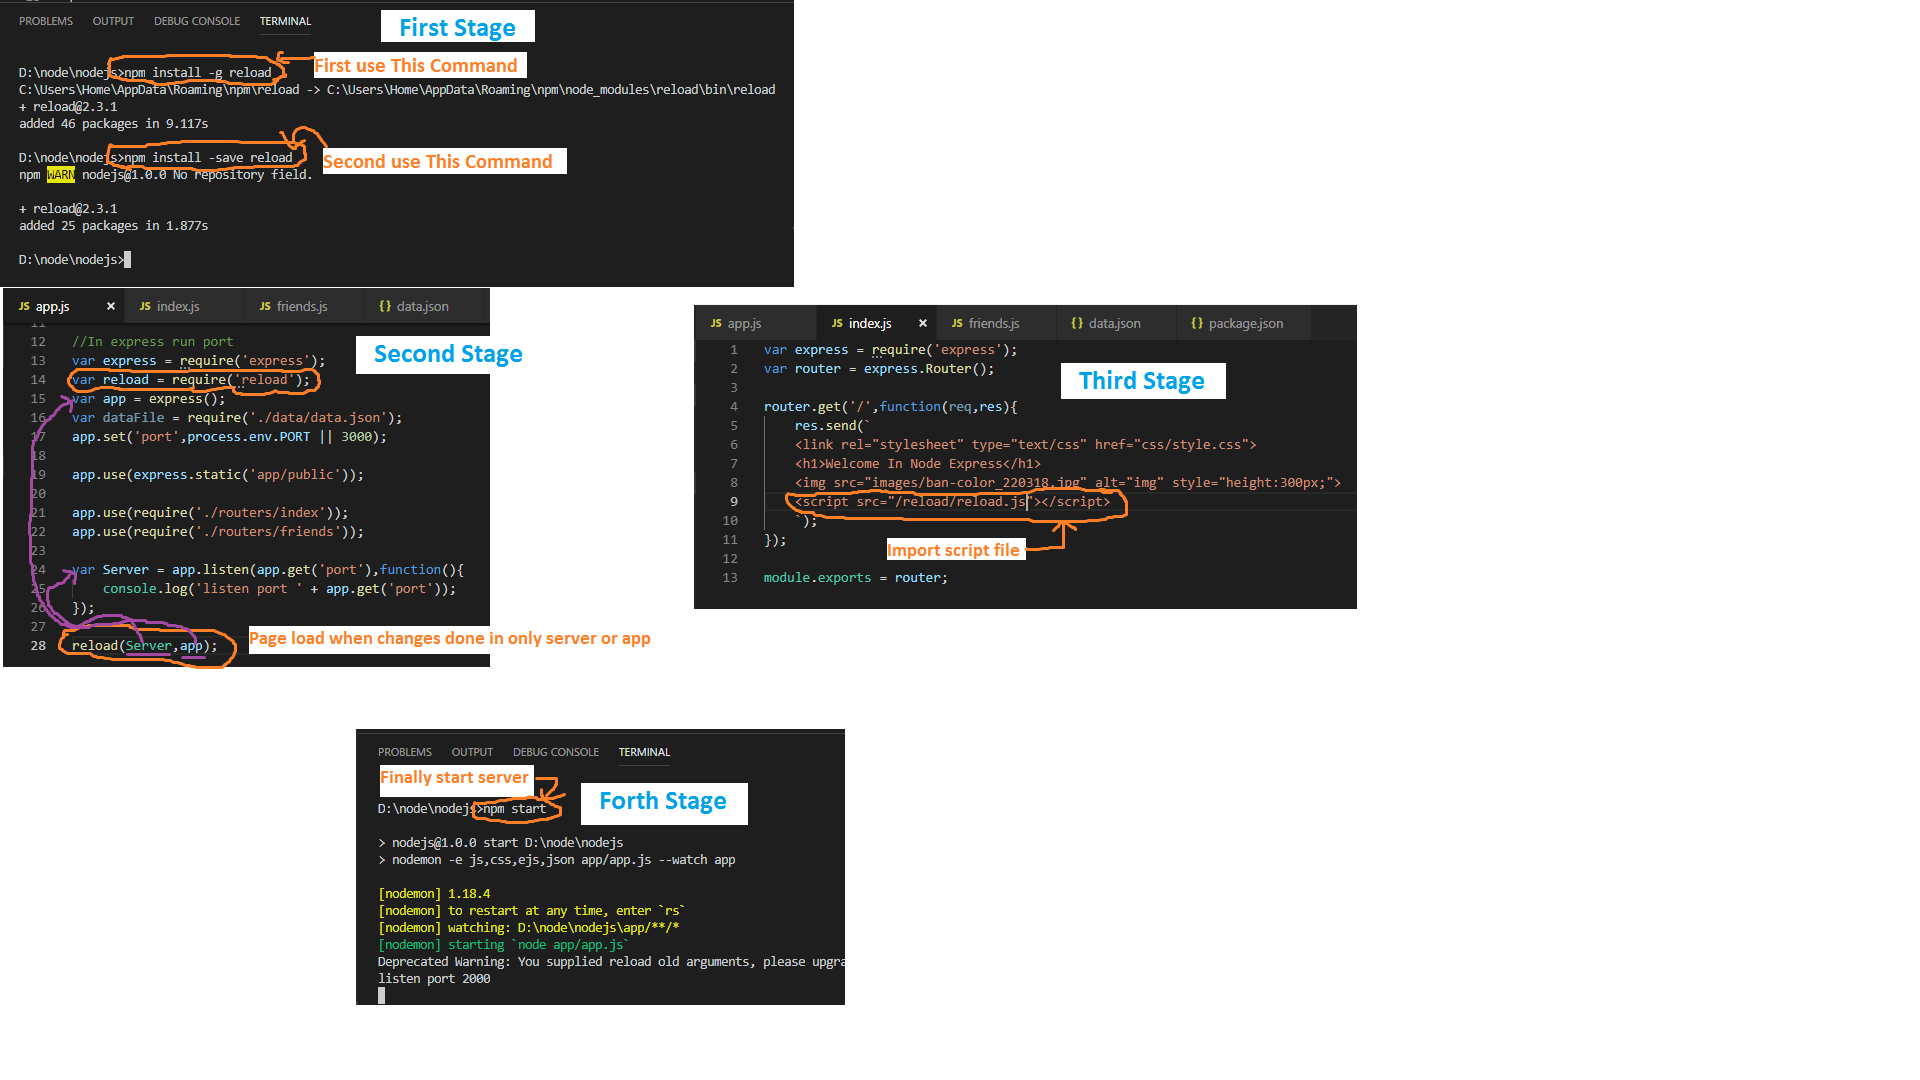 PROBLEMS OUTPUT DEBUG CONSOLE TERMINAL
First Stage
D:\node\nodejs>npm install -g reload
First use This Command
C:\Users\Home\AppData\Roaming\npm\reload -> C:\Users\Home\AppData\Roaming\npm\node_modules\reload\bin\reload
+ reload@2.3.1
added 46 packages in 9.117s
D:\node\nodejs>npm install -save reload
Second use This Command
npm WARN nodejs@1.0.0 No repository field.
+ reload@2.3.1
added 25 packages in 1.877s
D:\node\nodejs>
JS app.js × JS index.js JS friends.js {} data.json
11
12 //In express run port
Second Stage
13 var express = require('express');
14 var reload = require('reload');
15 var app = express();
16 var dataFile = require('./data/data.json');
17 app.set('port',process.env.PORT || 3000);
18
19 app.use(express.static('app/public'));
20
21 app.use(require('./routers/index'));
22 app.use(require('./routers/friends'));
23
24 var Server = app.listen(app.get('port'),function(){
25 console.log('listen port ' + app.get('port'));
26 });
27
28 reload(Server,app);
Page load when changes done in only server or app
JS app.js JS index.js × JS friends.js {} data.json {} package.json
1 var express = require('express');
2 var router = express.Router();
Third Stage
3
4 router.get('/',function(req,res){
5 res.send(`
6 <link rel="stylesheet" type="text/css" href="css/style.css">
7 <h1>Welcome In Node Express</h1>
8 <img src="images/ban-color_220318.jpg" alt="img" style="height:300px;">
9 <script src="/reload/reload.js"></script>
10 `);
11 });
Import script file
12
13 module.exports = router;
PROBLEMS OUTPUT DEBUG CONSOLE TERMINAL
Finally start server
Forth Stage
D:\node\nodejs>npm start
> nodejs@1.0.0 start D:\node\nodejs
> nodemon -e js,css,ejs,json app/app.js --watch app
[nodemon] 1.18.4
[nodemon] to restart at any time, enter `rs`
[nodemon] watching: D:\node\nodejs\app/**/*
[nodemon] starting `node app/app.js`
Deprecated Warning: You supplied reload old arguments, please upgra
listen port 2000